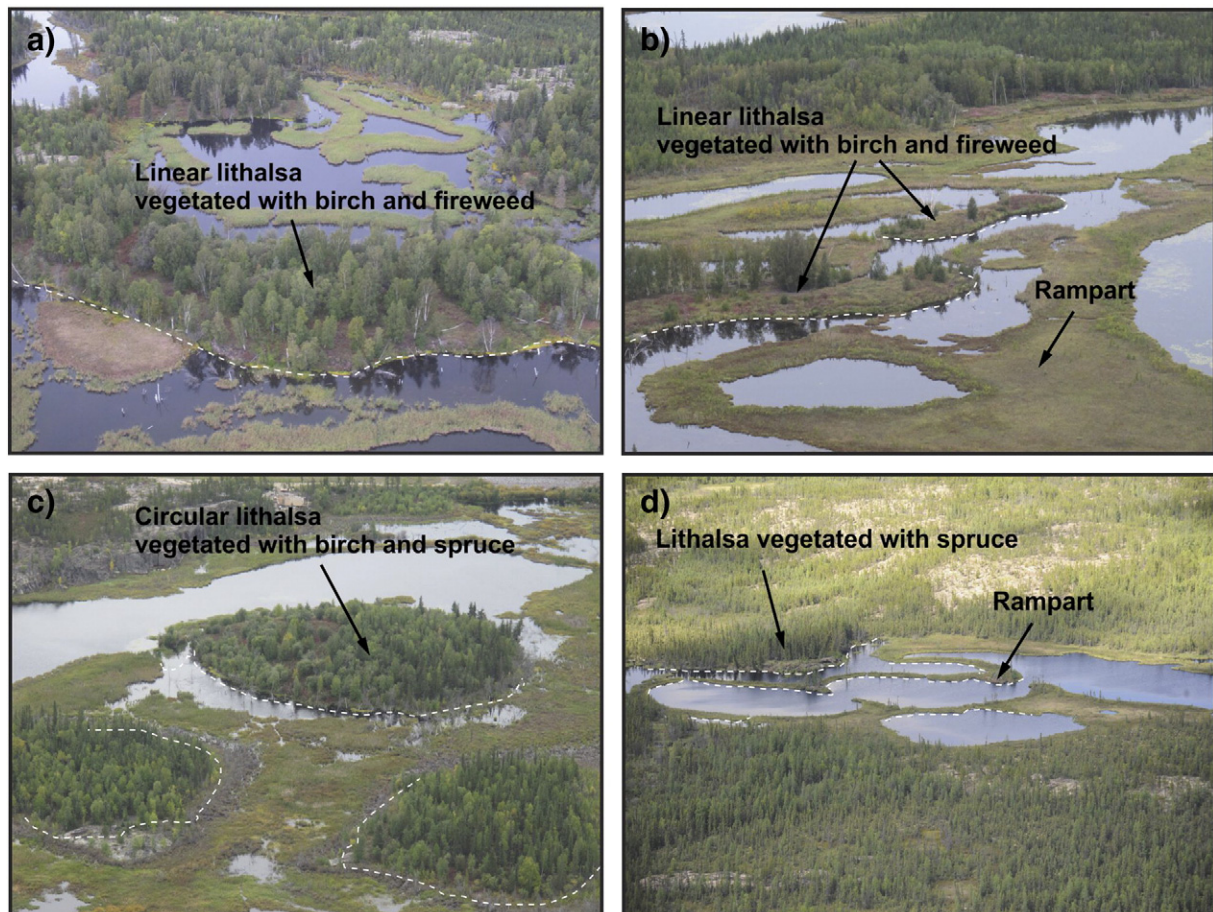 a)
Linear lithalsa
vegetated with birch and fireweed
b)
Linear lithalsa
vegetated with birch and fireweed
Rampart
c)
Circular lithalsa
vegetated with birch and spruce
d)
Lithalsa vegetated with spruce
Rampart